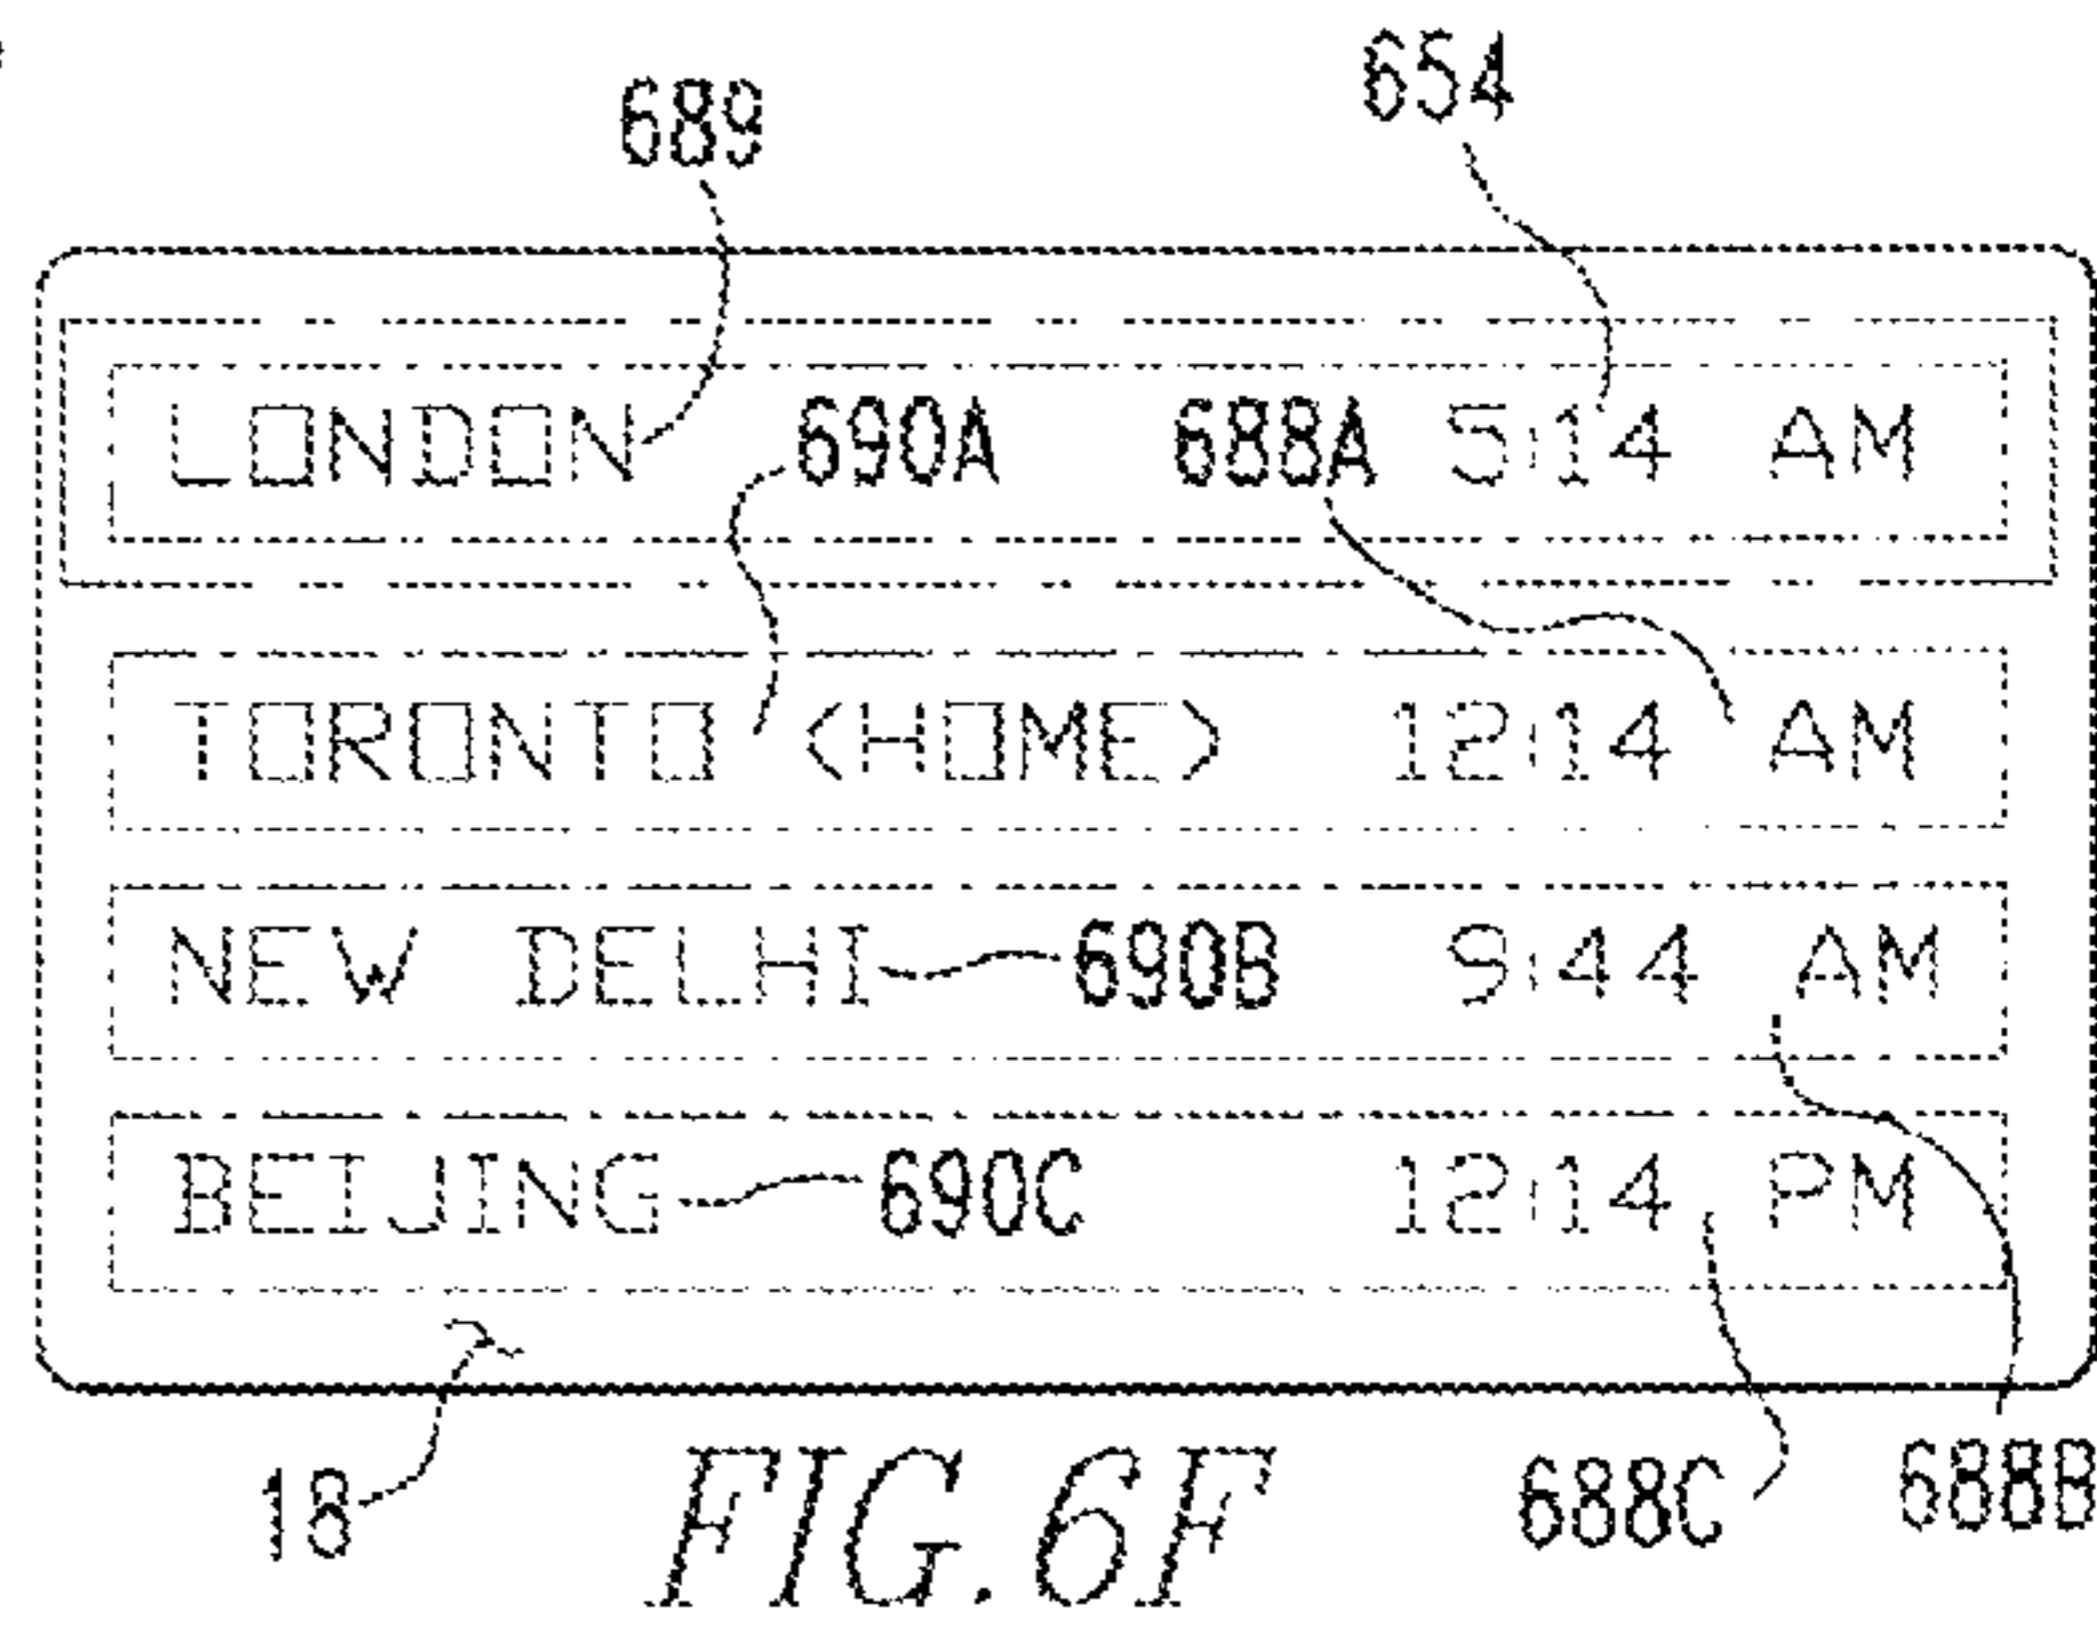 689 654
LONDON 690A 688A 5:14 AM
TORONTO <HOME> 12:14 AM
NEW DELHI 690B 9:44 AM
BEIJING 690C 12:14 PM
18 FIG. 6F 688C 688B